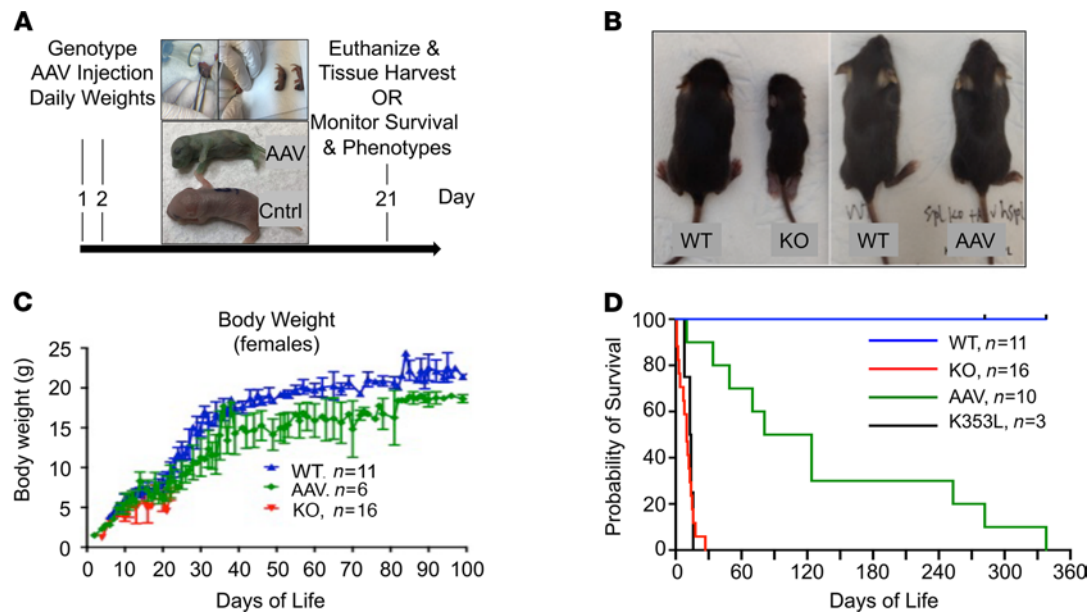 A
Genotype
AAV Injection
Daily Weights
Euthanize &
Tissue Harvest
OR
Monitor Survival
& Phenotypes
AAV
Cntrl
1 2
21
Day
B
WT
KO
WT
AAV
WT
C
Body Weight
(females)
Body weight (g)
25
20
15
10
5
0
WT. n=11
AAV. n=6
KO, n=16
0 10 20 30 40 50 60 70 80 90 100
Days of Life
D
Probability of Survival
100
80
60
40
20
0
WT, n=11
KO, n=16
AAV, n=10
K353L, n=3
0 60 120 180 240 300 360
Days of Life